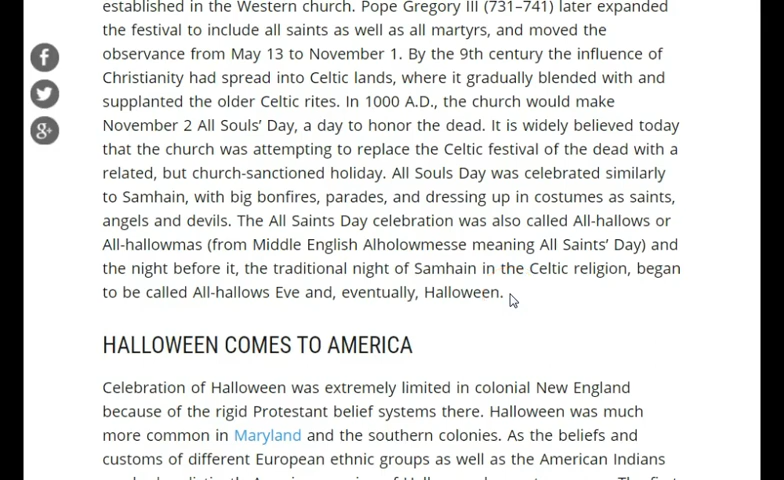 established in the Western church. Pope Gregory III (731–741) later expanded
the festival to include all saints as well as all martyrs, and moved the
observance from May 13 to November 1. By the 9th century the influence of
Christianity had spread into Celtic lands, where it gradually blended with and
supplanted the older Celtic rites. In 1000 A.D., the church would make
November 2 All Souls’ Day, a day to honor the dead. It is widely believed today
that the church was attempting to replace the Celtic festival of the dead with a
related, but church-sanctioned holiday. All Souls Day was celebrated similarly
to Samhain, with big bonfires, parades, and dressing up in costumes as saints,
angels and devils. The All Saints Day celebration was also called All-hallows or
All-hallowmas (from Middle English Alholowmesse meaning All Saints’ Day) and
the night before it, the traditional night of Samhain in the Celtic religion, began
to be called All-hallows Eve and, eventually, Halloween.
HALLOWEEN COMES TO AMERICA
Celebration of Halloween was extremely limited in colonial New England
because of the rigid Protestant belief systems there. Halloween was much
more common in Maryland and the southern colonies. As the beliefs and
customs of different European ethnic groups as well as the American Indians